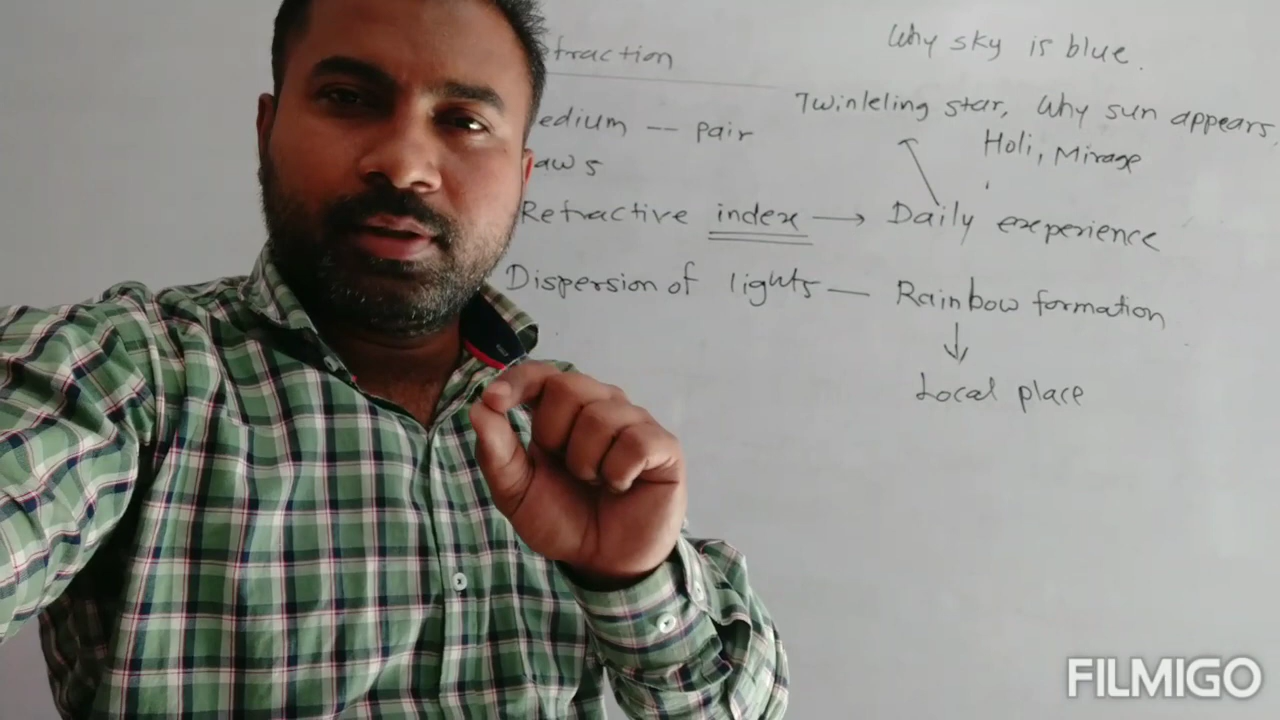 efraction
Why sky is blue.
Twinkling star, Why sun appears,
Holi, Mirage
edium -- pair
aws
Refractive index → Daily experience
Dispersion of lights — Rainbow formation
↓
Local place
FILMIGO